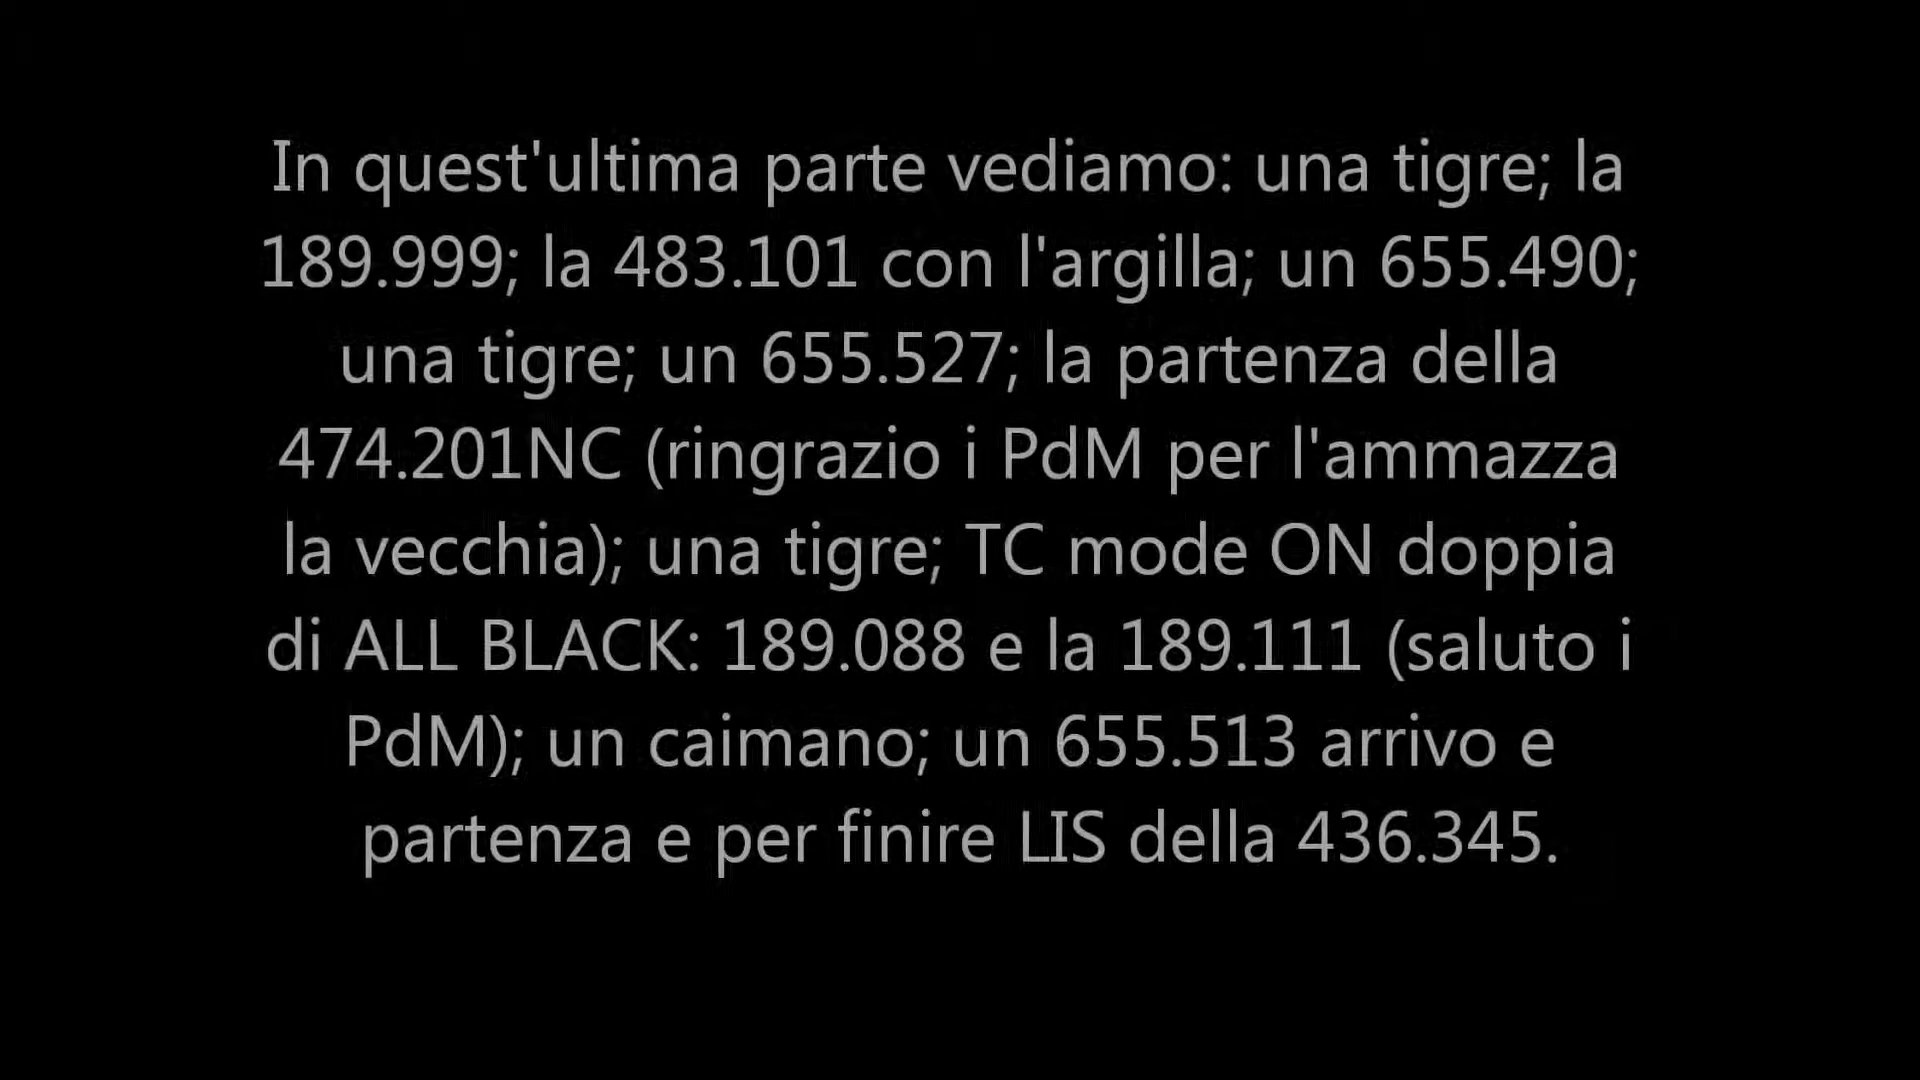 In quest'ultima parte vediamo: una tigre; la
189.999; la 483.101 con l'argilla; un 655.490;
una tigre; un 655.527; la partenza della
474.201NC (ringrazio i PdM per l'ammazza
la vecchia); una tigre; TC mode ON doppia
di ALL BLACK: 189.088 e la 189.111 (saluto i
PdM); un caimano; un 655.513 arrivo e
partenza e per finire LIS della 436.345.